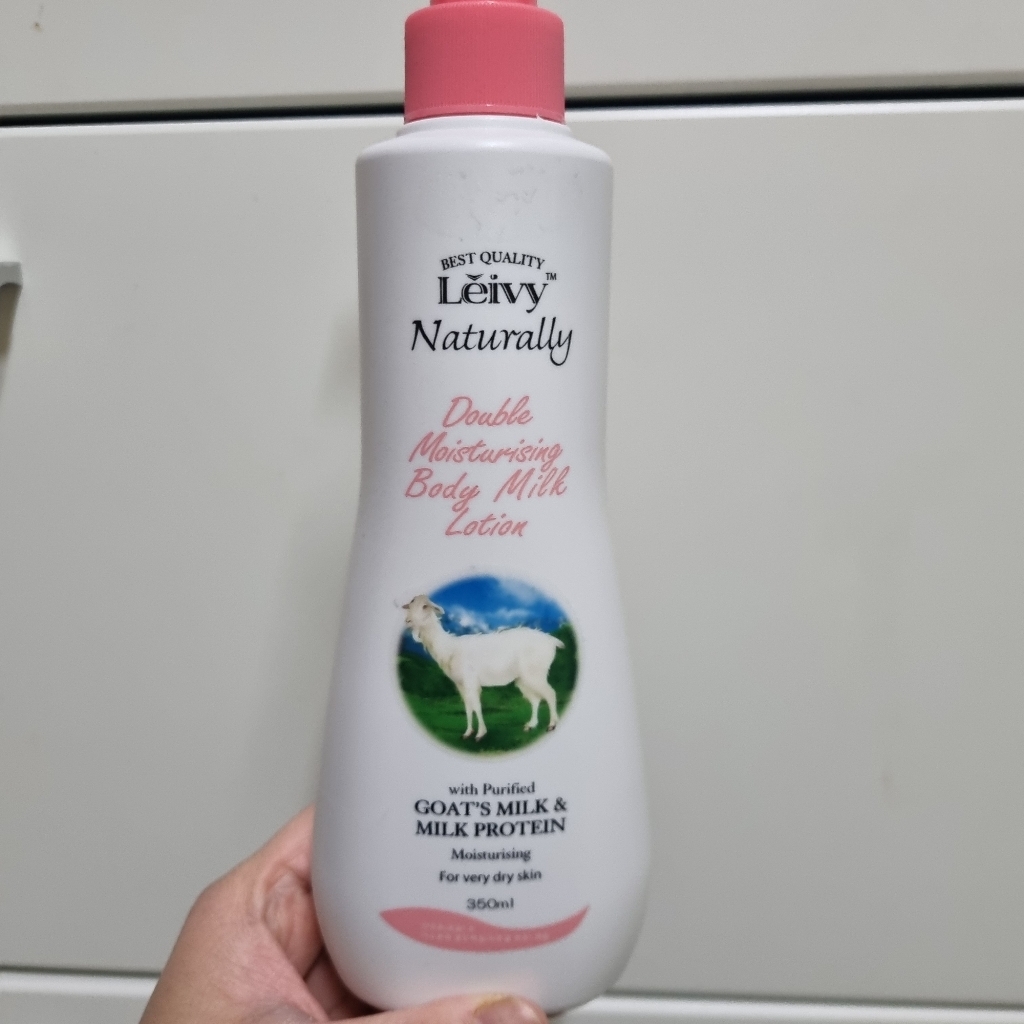 BEST QUALITY
Lěivy™
Naturally
Double
Moisturising
Body Milk
Lotion
with Purified
GOAT'S MILK &
MILK PROTEIN
Moisturising
For very dry skin
350ml